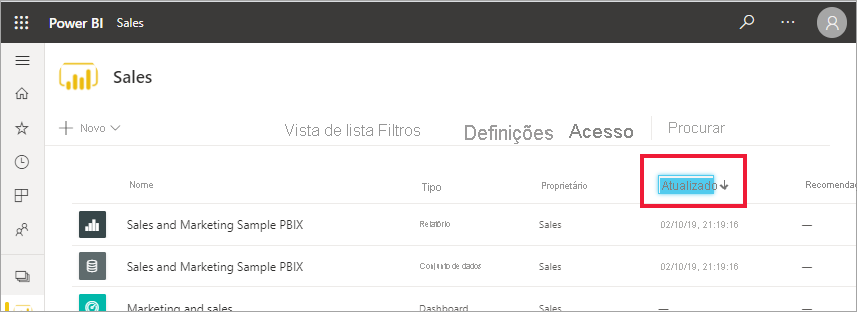 Power BI Sales
Sales
Novo Vista de lista Filtros Definições Acesso Procurar
Nome Tipo Proprietário Atualizado Recomenda
Sales and Marketing Sample PBIX Relatório Sales 02/10/19, 21:19:16 —
Sales and Marketing Sample PBIX Conjunto de dados Sales 02/10/19, 21:19:16 —
Marketing and sales Dashboard Sales — —